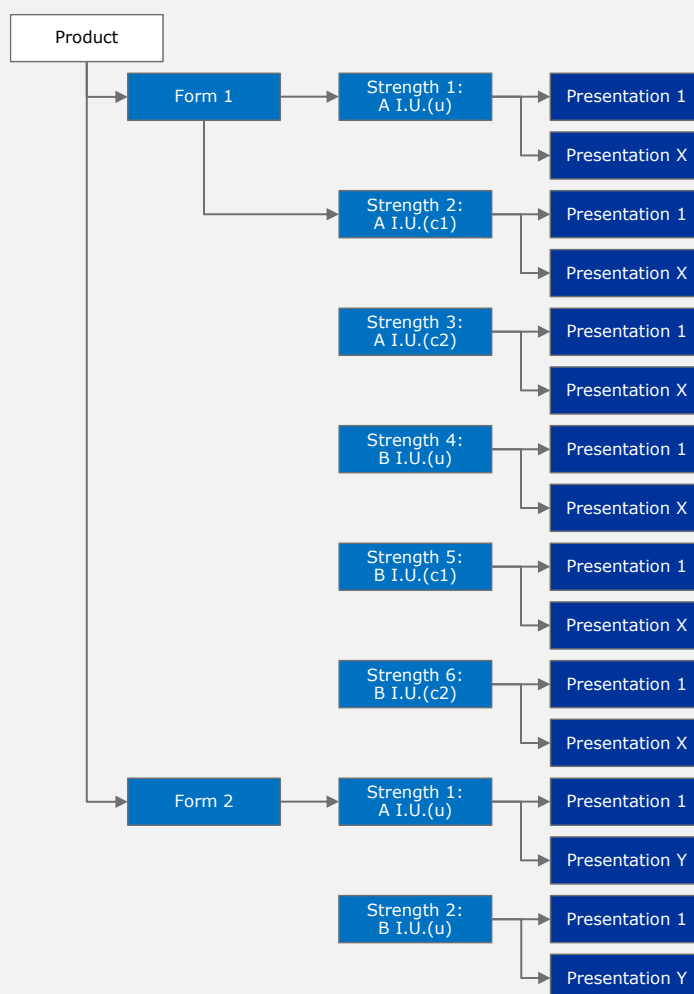 Product
Form 1
Strength 1:
A I.U.(u)
Presentation 1
Presentation X
Strength 2:
A I.U.(c1)
Presentation 1
Presentation X
Strength 3:
A I.U.(c2)
Presentation 1
Presentation X
Strength 4:
B I.U.(u)
Presentation 1
Presentation X
Strength 5:
B I.U.(c1)
Presentation 1
Presentation X
Strength 6:
B I.U.(c2)
Presentation 1
Presentation X
Form 2
Strength 1:
A I.U.(u)
Presentation 1
Presentation Y
Strength 2:
B I.U.(u)
Presentation 1
Presentation Y